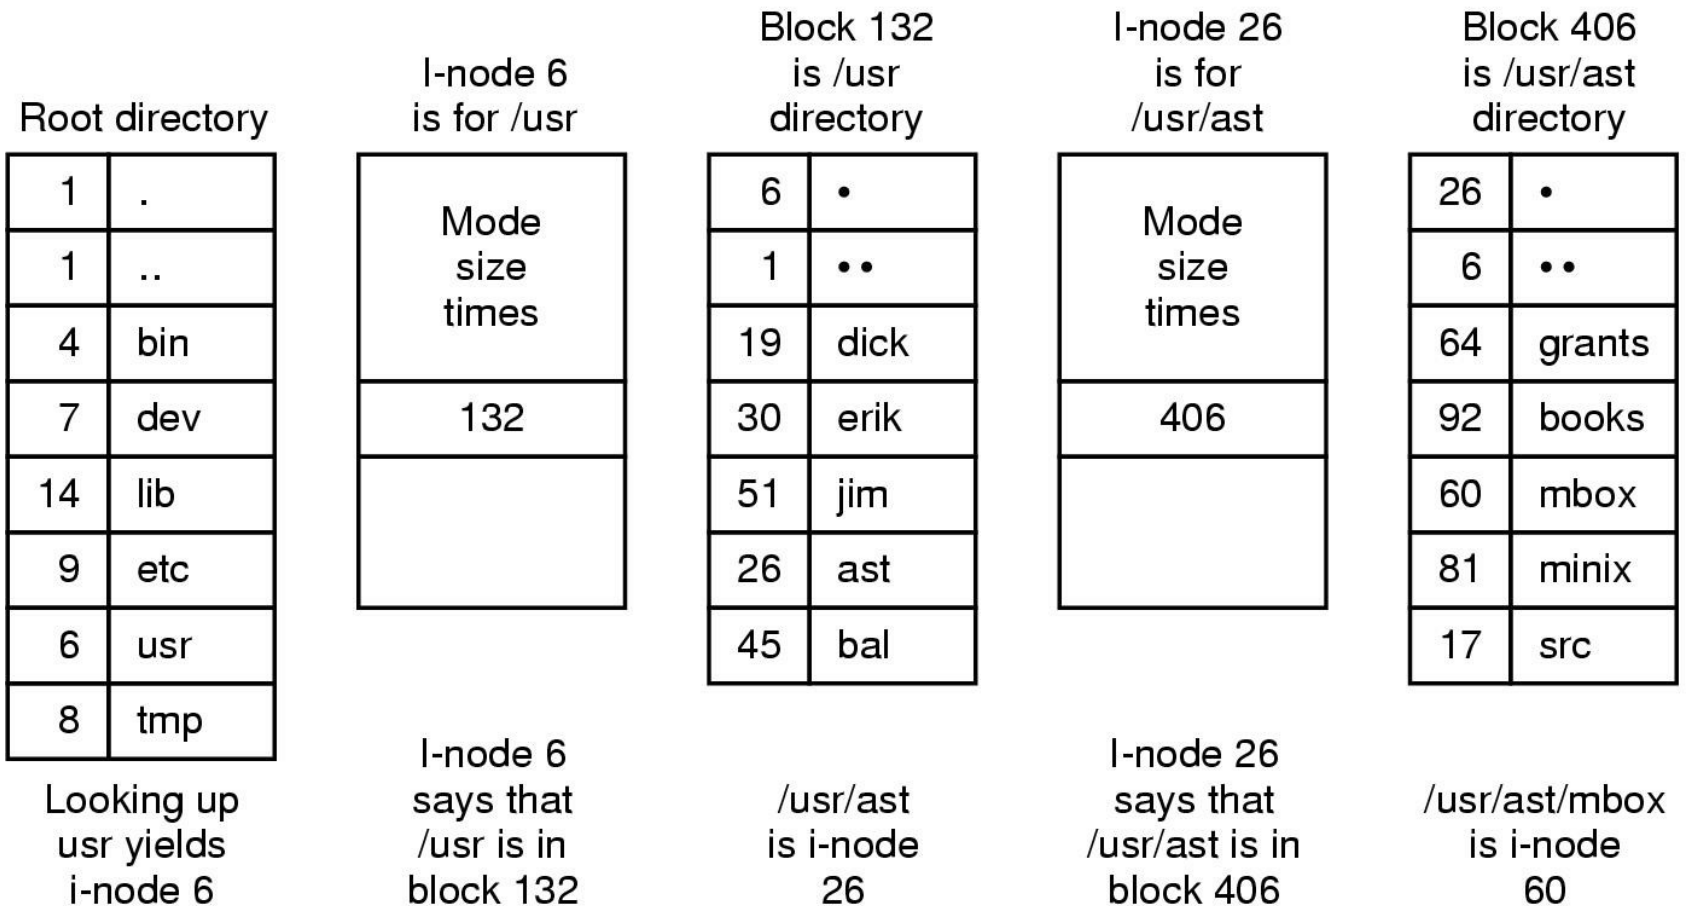 Root directory
1 .
1 ..
4 bin
7 dev
14 lib
9 etc
6 usr
8 tmp
Looking up
usr yields
i-node 6
I-node 6
is for /usr
Mode
size
times
132
I-node 6
says that
/usr is in
block 132
Block 132
is /usr
directory
6 •
1 ••
19 dick
30 erik
51 jim
26 ast
45 bal
/usr/ast
is i-node
26
I-node 26
is for
/usr/ast
Mode
size
times
406
I-node 26
says that
/usr/ast is in
block 406
Block 406
is /usr/ast
directory
26 •
6 ••
64 grants
92 books
60 mbox
81 minix
17 src
/usr/ast/mbox
is i-node
60